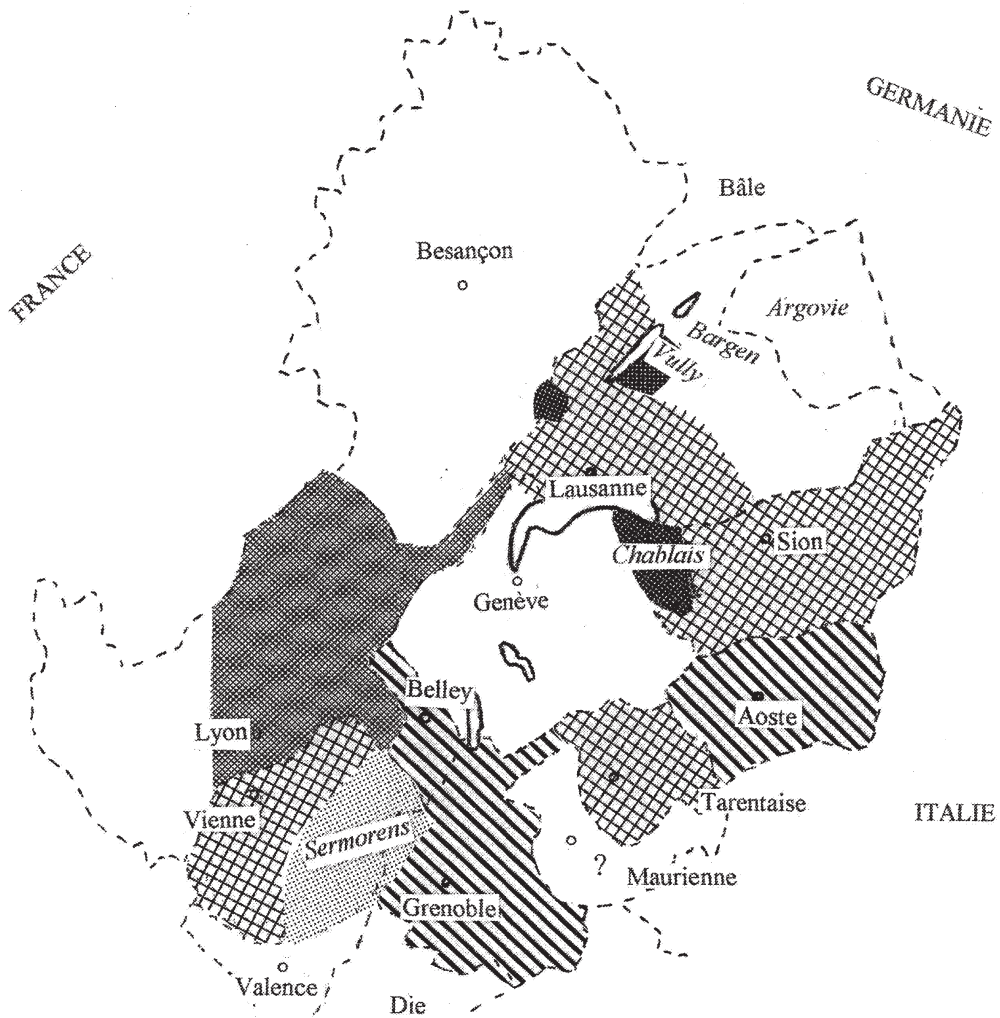 GERMANIE
Bâle
FRANCE
Besançon
Argovie
Bargen
Vully
Lausanne
Sion
Chablais
Genève
Belley
Aoste
Lyon
Tarentaise
ITALIE
Vienne
Sermorens
?
Maurienne
Grenoble
Valence
Die